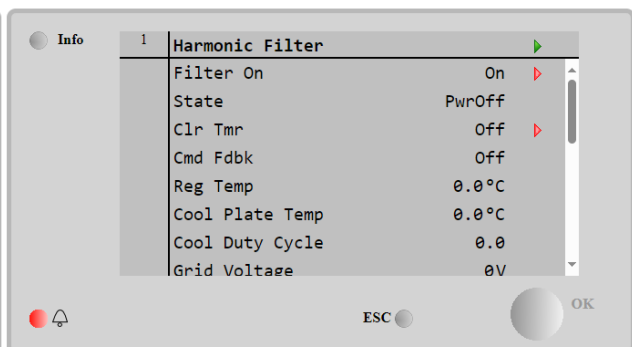 Info
1 Harmonic Filter
Filter On On
State PwrOff
Clr Tmr Off
Cmd Fdbk Off
Reg Temp 0.0°C
Cool Plate Temp 0.0°C
Cool Duty Cycle 0.0
Grid Voltage 0V
ESC OK